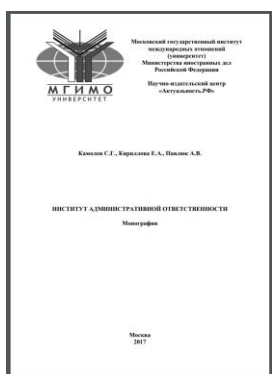 МГИМО
УНИВЕРСИТЕТ
Московский государственный институт
международных отношений
(университет)
Министерства иностранных дел
Российской Федерации
Научно-издательский центр
«Актуальность.РФ»
Камолов С.Г., Кириллова Е.А., Павлюк А.В.
ИНСТИТУТ АДМИНИСТРАТИВНОЙ ОТВЕТСТВЕННОСТИ
Монография
Москва
2017